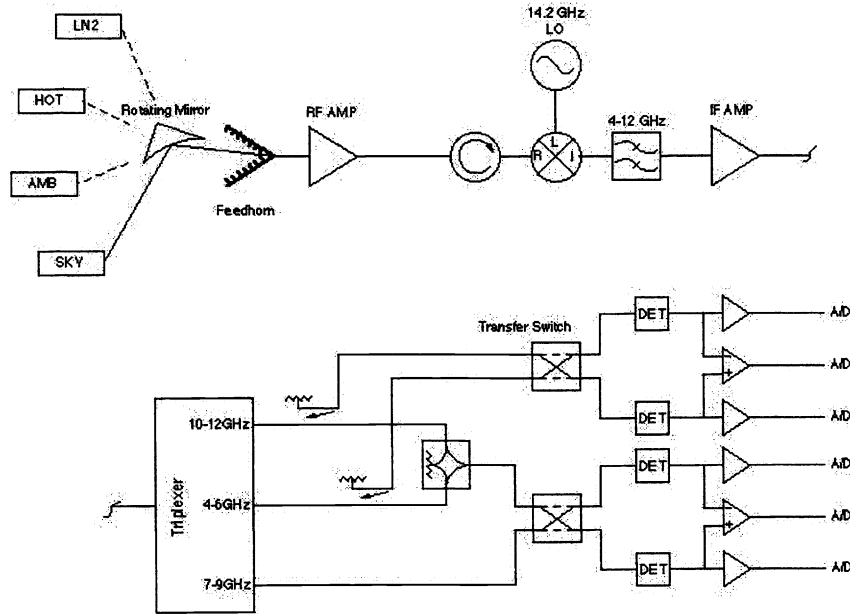 14.2 GHz
LO
LN2
HOT
Rotating Mirror
RF AMP
L
R
I
4-12 GHz
IF AMP
AMB
Feedhorn
SKY
Transfer Switch
DET
A/D
+
A/D
DET
A/D
Triplexer
10-12GHz
4-6GHz
7-9GHz
DET
A/D
+
A/D
DET
A/D